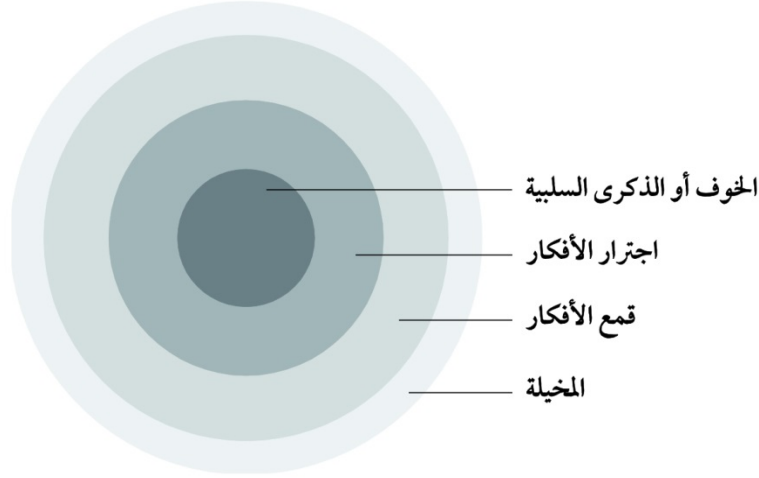 الخوف أو الذكرى السلبية
اجترار الأفكار
قمع الأفكار
المخيلة